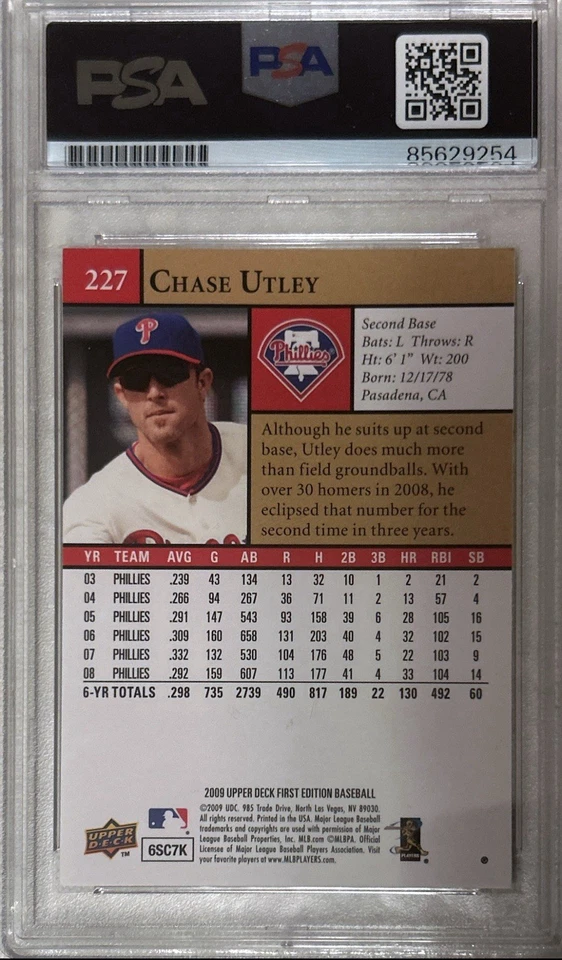 PSA
PSA
85629254
227
CHASE UTLEY
P
Phillies
Second Base
Bats: L Throws: R
Ht: 6' 1" Wt: 200
Born: 12/17/78
Pasadena, CA
Although he suits up at second
base, Utley does much more
than field groundballs. With
over 30 homers in 2008, he
eclipsed that number for the
second time in three years.
YR TEAM AVG G AB R H 2B 3B HR RBI SB
03 PHILLIES .239 43 134 13 32 10 1 2 21 2
04 PHILLIES .266 94 267 36 71 11 2 13 57 4
05 PHILLIES .291 147 543 93 158 39 6 28 105 16
06 PHILLIES .309 160 658 131 203 40 4 32 102 15
07 PHILLIES .332 132 530 104 176 48 5 22 103 9
08 PHILLIES .292 159 607 113 177 41 4 33 104 14
6-YR TOTALS .298 735 2739 490 817 189 22 130 492 60
2009 UPPER DECK FIRST EDITION BASEBALL
©2009 UDC. 985 Trade Drive, North Las Vegas, NV 89030.
All rights reserved. Printed in the USA. Major League Baseball
trademarks and copyrights are used with permission of Major
League Baseball Properties, Inc. MLB.com ©MLBPA. Official
Licensee of Major League Baseball Players Association. Visit
your favorite players at www.MLBPLAYERS.com.
UPPER
DECK
TM
6SC7K
PLAYERS